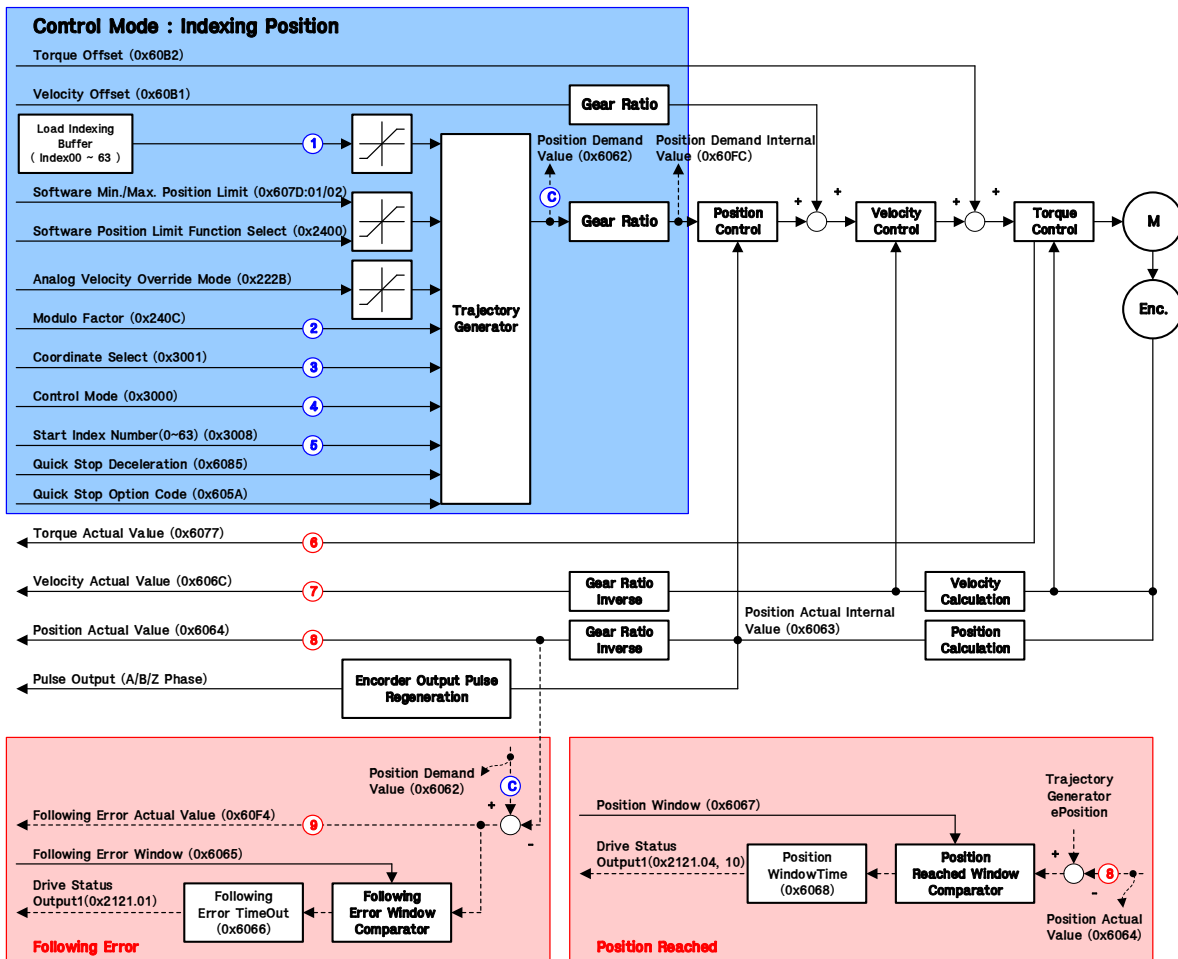 Control Mode : Indexing Position
Torque Offset (0x60B2)
Velocity Offset (0x60B1)
Gear Ratio
Load Indexing
Buffer
( Index00 ~ 63 )
1
Position Demand
Value (0x6062)
Position Demand Internal
Value (0x60FC)
C
Software Min./Max. Position Limit (0x607D:01/02)
Software Position Limit Function Select (0x2400)
Gear Ratio
Position
Control
+
+
Velocity
Control
+
+
Torque
Control
M
Enc.
Analog Velocity Override Mode (0x222B)
Trajectory
Generator
Modulo Factor (0x240C)
2
Coordinate Select (0x3001)
3
Control Mode (0x3000)
4
Start Index Number(0~63) (0x3008)
5
Quick Stop Deceleration (0x6085)
Quick Stop Option Code (0x605A)
Torque Actual Value (0x6077)
6
Velocity Actual Value (0x606C)
7
Gear Ratio
Inverse
Velocity
Calculation
Position Actual Value (0x6064)
8
Gear Ratio
Inverse
Position Actual Internal
Value (0x6063)
Position
Calculation
Pulse Output (A/B/Z Phase)
Encorder Output Pulse
Regeneration
Position Demand
Value (0x6062)
C
+
-
Following Error Actual Value (0x60F4)
9
Following Error Window (0x6065)
Drive Status
Output1(0x2121.01)
Following
Error TimeOut
(0x6066)
Following
Error Window
Comparator
Following Error
Position Window (0x6067)
Trajectory
Generator
ePosition
Drive Status
Output1(0x2121.04, 10)
Position
WindowTime
(0x6068)
Position
Reached Window
Comparator
+
8
-
Position Actual
Value (0x6064)
Position Reached